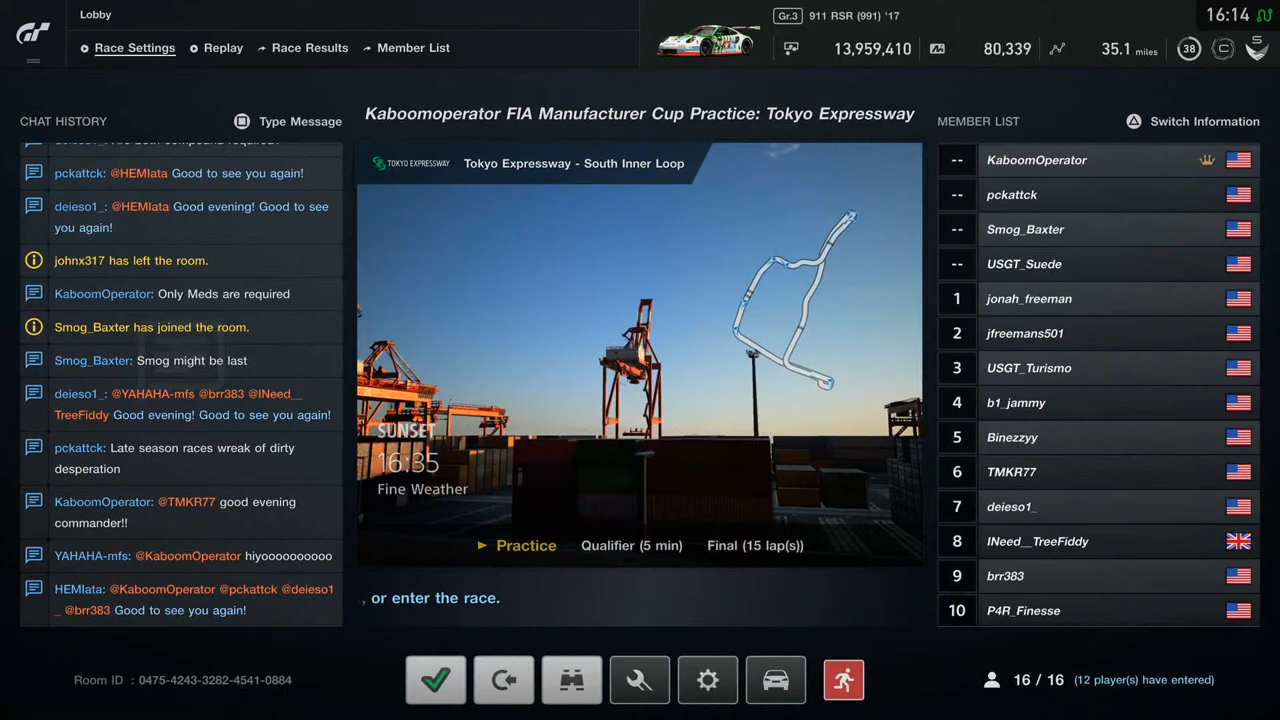 Lobby
Race Settings
Replay
Race Results
Member List
Gr.3
911 RSR (991) '17
16:14
13,959,410
80,339
35.1 miles
38
C
S
CHAT HISTORY
Type Message
pckattck: @HEMIata Good to see you again!
deieso1_: @HEMIata Good evening! Good to see
you again!
johnx317 has left the room.
KaboomOperator: Only Meds are required
Smog_Baxter has joined the room.
Smog_Baxter: Smog might be last
deieso1_: @YAHAHA-mfs @brr383 @INeed__
TreeFiddy Good evening! Good to see you again!
pckattck: Late season races wreak of dirty
desperation
KaboomOperator: @TMKR77 good evening
commander!!
YAHAHA-mfs: @KaboomOperator hiyooooooooo
HEMIata: @KaboomOperator @pckattck @deieso1
_ @brr383 Good to see you again!
Kaboomoperator FIA Manufacturer Cup Practice: Tokyo Expressway
TOKYO EXPRESSWAY
Tokyo Expressway - South Inner Loop
SUNSET
16:35
Fine Weather
Practice
Qualifier (5 min)
Final (15 lap(s))
, or enter the race.
MEMBER LIST
Switch Information
-- KaboomOperator
-- pckattck
-- Smog_Baxter
-- USGT_Suede
1 jonah_freeman
2 jfreemans501
3 USGT_Turismo
4 b1_jammy
5 Binezzyy
6 TMKR77
7 deieso1_
8 INeed__TreeFiddy
9 brr383
10 P4R_Finesse
Room ID : 0475-4243-3282-4541-0884
16 / 16
(12 player(s) have entered)